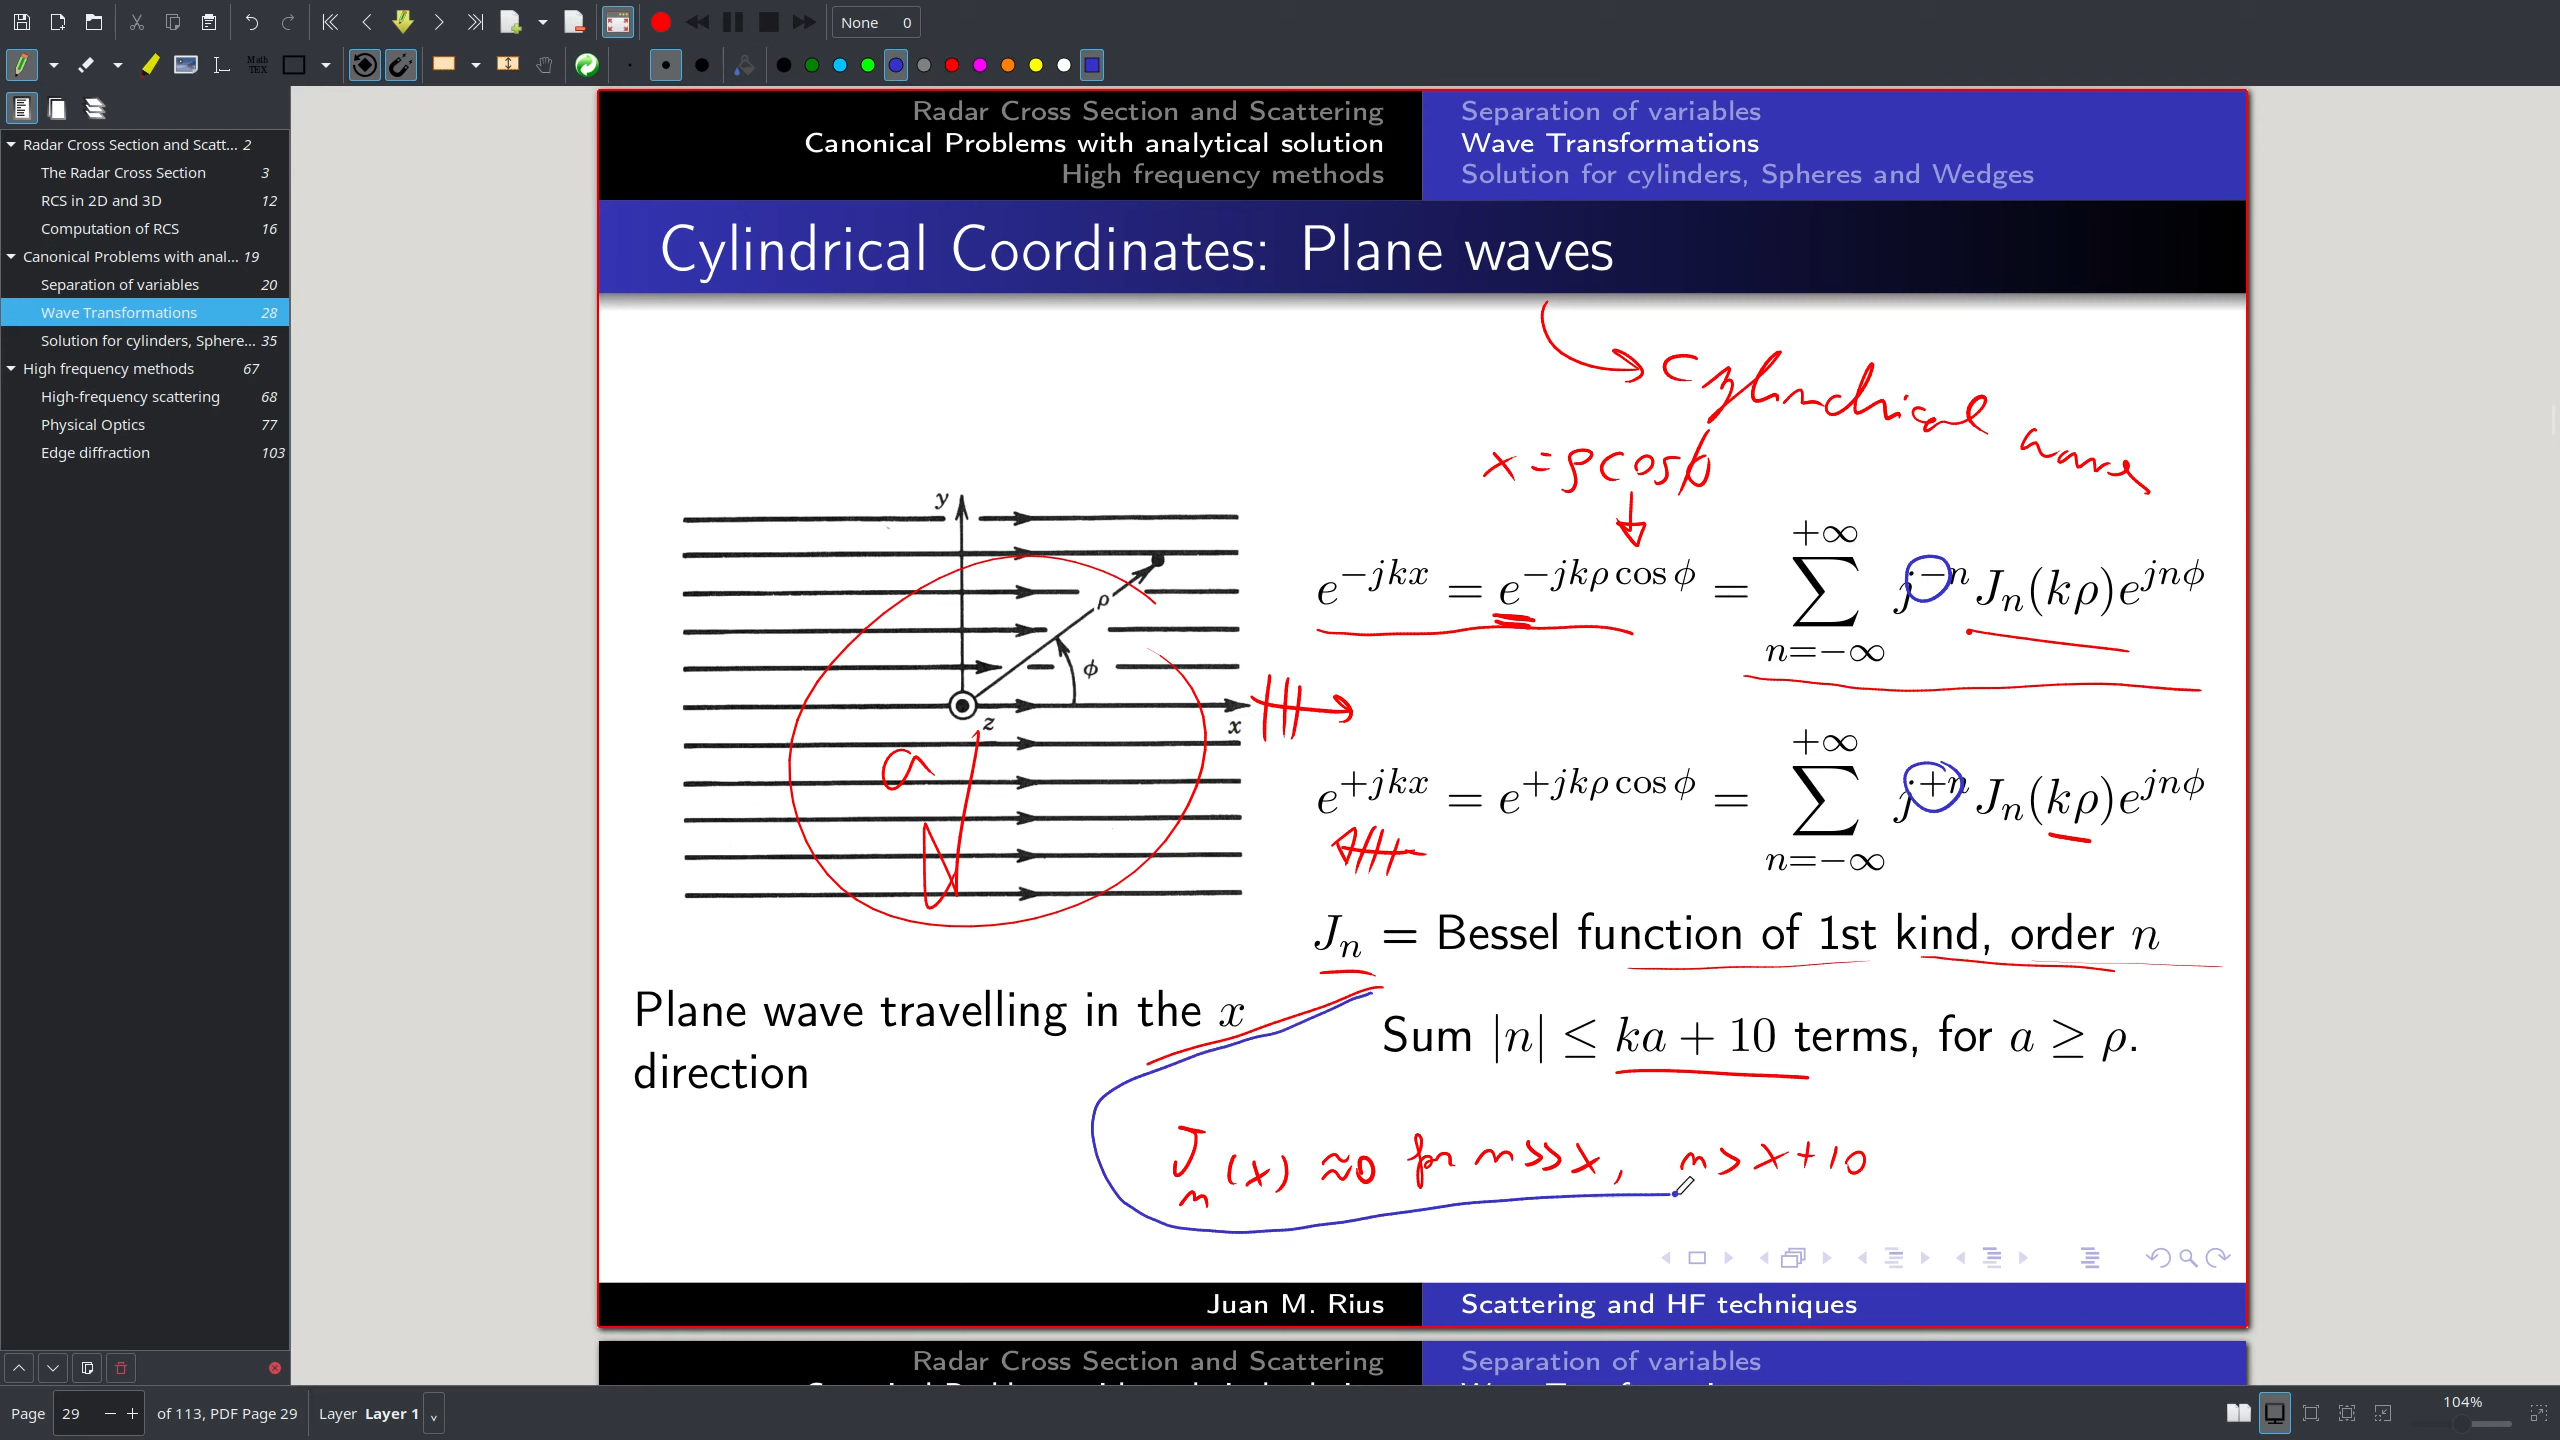 None 0
Math
TEX
Radar Cross Section and Scatt... 2
The Radar Cross Section 3
RCS in 2D and 3D 12
Computation of RCS 16
Canonical Problems with anal... 19
Separation of variables 20
Wave Transformations 28
Solution for cylinders, Sphere... 35
High frequency methods 67
High-frequency scattering 68
Physical Optics 77
Edge diffraction 103
Radar Cross Section and Scattering
Canonical Problems with analytical solution
High frequency methods
Separation of variables
Wave Transformations
Solution for cylinders, Spheres and Wedges
Cylindrical Coordinates: Plane waves
cylindrical wave
x = ρ cos ϕ
y
ρ
ϕ
z
x
a
e^{-jkx} = e^{-jkρ cos ϕ} = \sum_{n=-∞}^{+∞} j^{-n} J_n(kρ)e^{jnϕ}
e^{+jkx} = e^{+jkρ cos ϕ} = \sum_{n=-∞}^{+∞} j^{+n} J_n(kρ)e^{jnϕ}
J_n = Bessel function of 1st kind, order n
Plane wave travelling in the x
direction
Sum |n| ≤ ka + 10 terms, for a ≥ ρ.
J_n (x) ≈ 0 for n >> x, n > x + 10
Juan M. Rius
Scattering and HF techniques
Radar Cross Section and Scattering
Separation of variables
Page 29 of 113, PDF Page 29 Layer Layer 1
104%